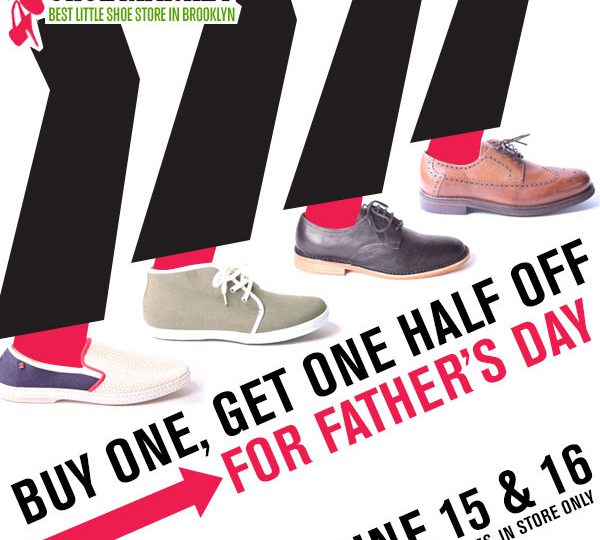 BEST LITTLE SHOE STORE IN BROOKLYN
BUY ONE, GET ONE HALF OFF
FOR FATHER'S DAY
15 & 16
IN STORE ONLY